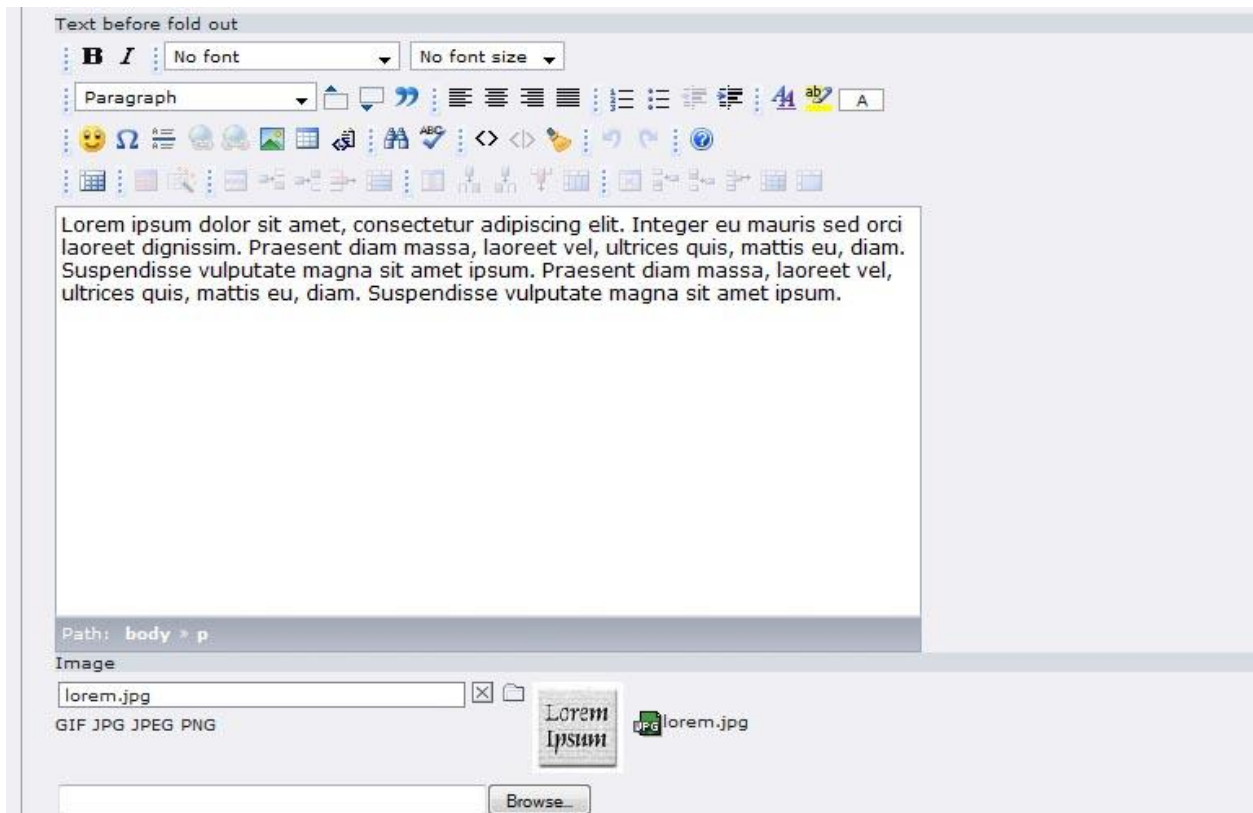 Text before fold out
B I No font No font size
Paragraph A
ABC
Lorem ipsum dolor sit amet, consectetur adipiscing elit. Integer eu mauris sed orci
laoreet dignissim. Praesent diam massa, laoreet vel, ultrices quis, mattis eu, diam.
Suspendisse vulputate magna sit amet ipsum. Praesent diam massa, laoreet vel,
ultrices quis, mattis eu, diam. Suspendisse vulputate magna sit amet ipsum.
Path: body » p
Image
lorem.jpg
GIF JPG JPEG PNG
Lorem
Ipsum
JPG lorem.jpg
Browse...